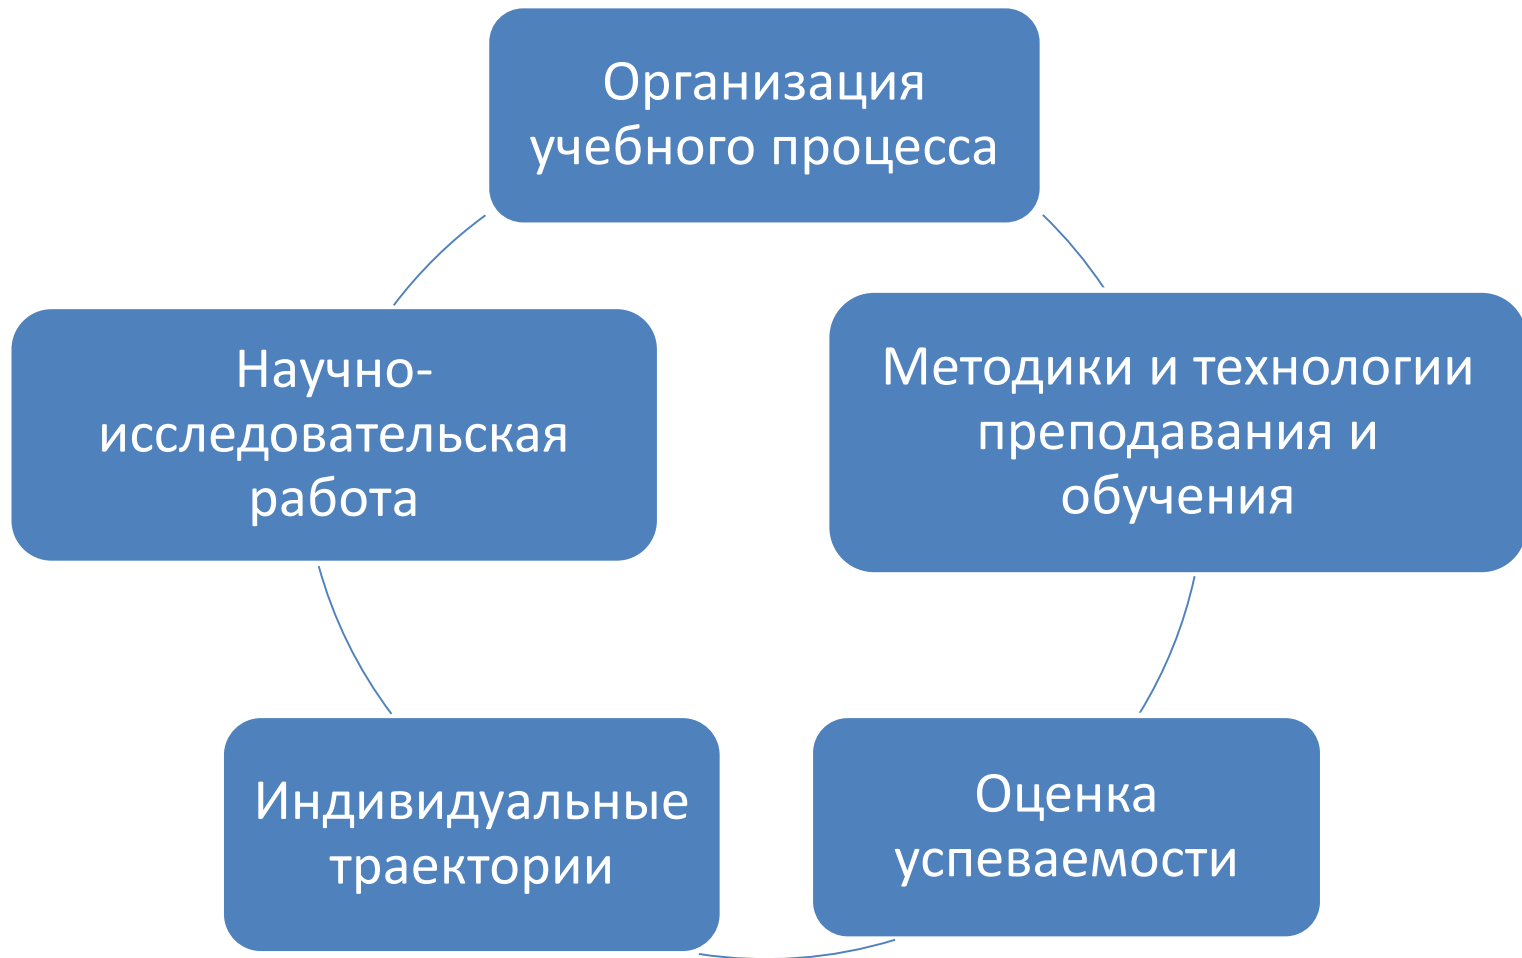 Организация
учебного процесса
Методики и технологии
преподавания и
обучения
Оценка
успеваемости
Индивидуальные
траектории
Научно-
исследовательская
работа